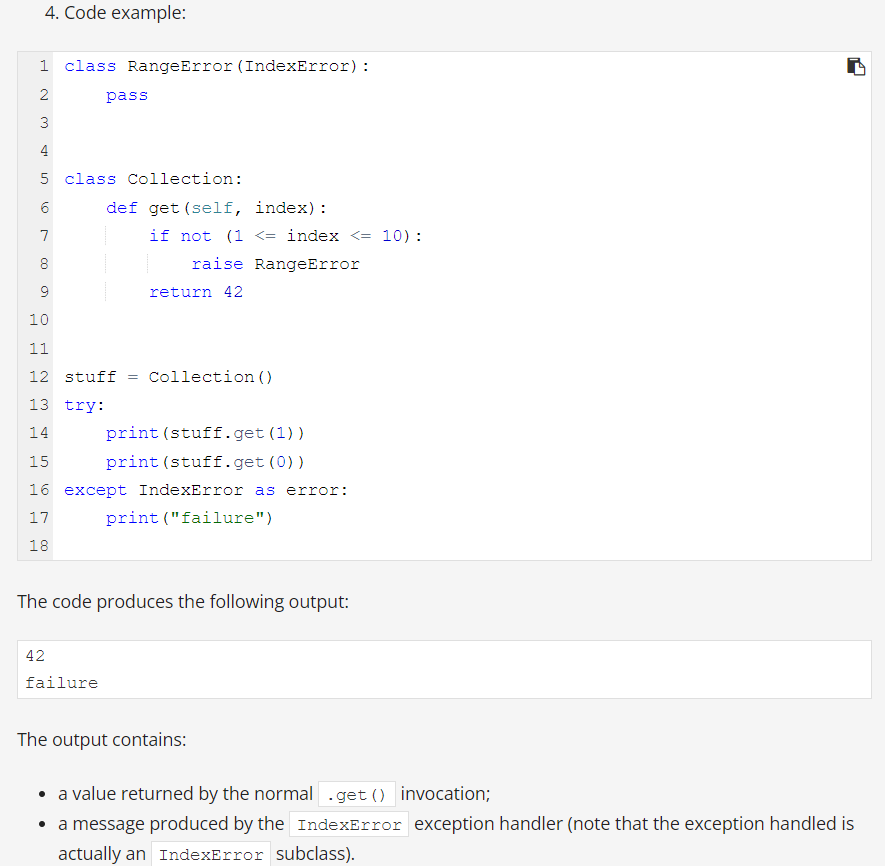 4. Code example:
1 class RangeError(IndexError):
2     pass
3
4
5 class Collection:
6     def get(self, index):
7         if not (1 <= index <= 10):
8             raise RangeError
9         return 42
10
11
12 stuff = Collection()
13 try:
14     print(stuff.get(1))
15     print(stuff.get(0))
16 except IndexError as error:
17     print("failure")
18
The code produces the following output:
42
failure
The output contains:
• a value returned by the normal .get() invocation;
• a message produced by the IndexError exception handler (note that the exception handled is
actually an IndexError subclass).